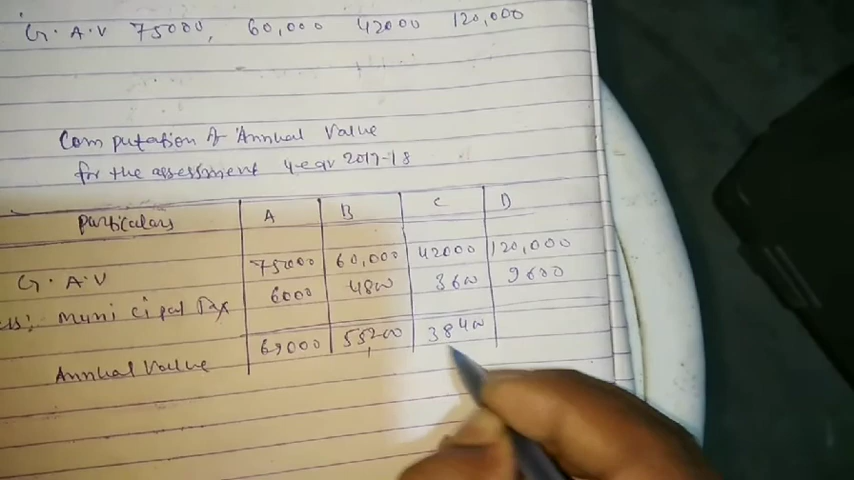 G. A.V 75000, 60,000 42000 120,000
Computation of Annual Value
for the assessment year 2017-18
particulars A B C D
G. A.V 75000 60,000 42000 120,000
ess: municipal Tax 6000 4800 3600 9600
Annual Value 69000 55200 38400